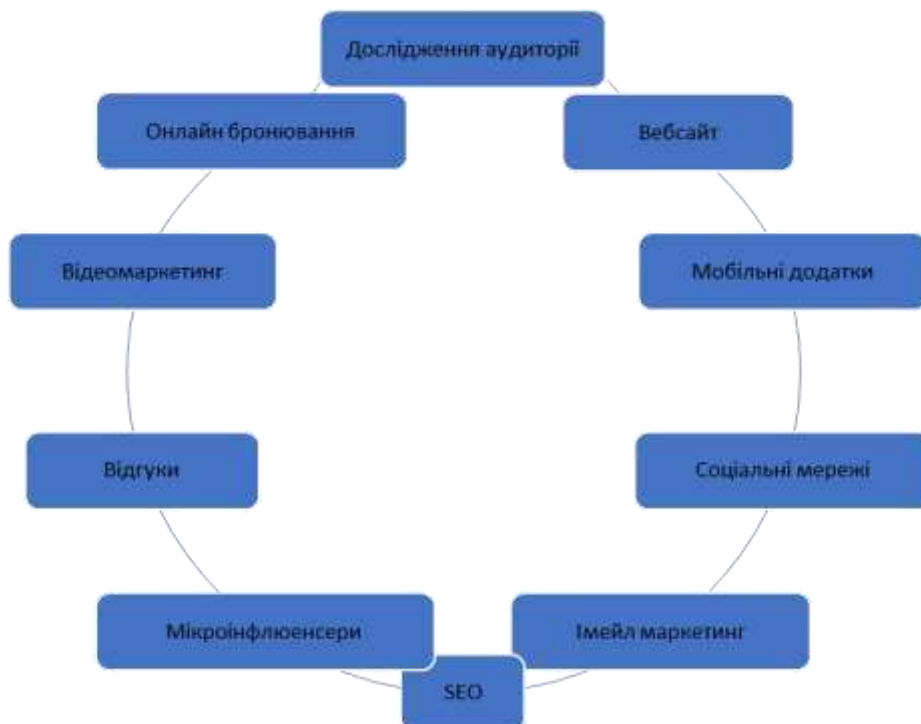 Дослідження аудиторії
Онлайн бронювання
Вебсайт
Відеомаркетинг
Мобільні додатки
Відгуки
Соціальні мережі
Мікроінфлюенсери
Імейл маркетинг
SEO